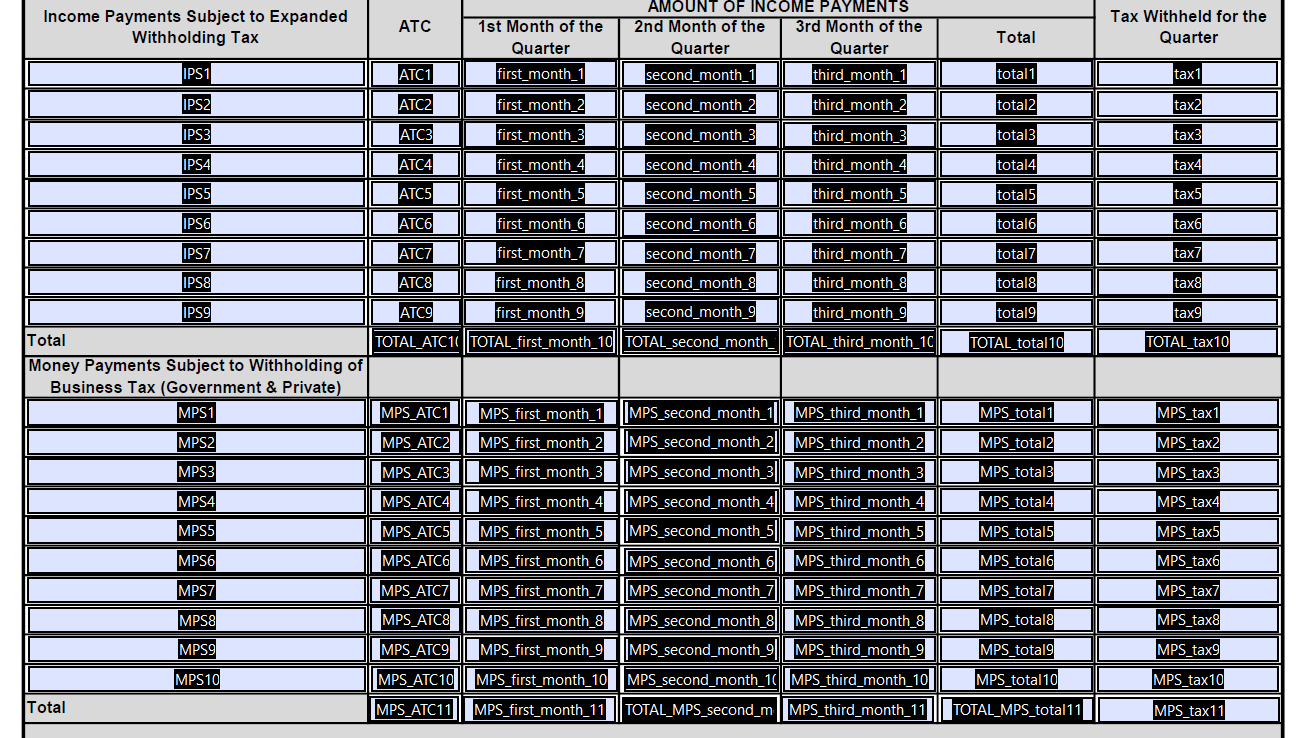 AMOUNT OF INCOME PAYMENTS
Income Payments Subject to Expanded
Withholding Tax
ATC
1st Month of the
Quarter
2nd Month of the
Quarter
3rd Month of the
Quarter
Total
Tax Withheld for the
Quarter
IPS1 ATC1 first_month_1 second_month_1 third_month_1 total1 tax1
IPS2 ATC2 first_month_2 second_month_2 third_month_2 total2 tax2
IPS3 ATC3 first_month_3 second_month_3 third_month_3 total3 tax3
IPS4 ATC4 first_month_4 second_month_4 third_month_4 total4 tax4
IPS5 ATC5 first_month_5 second_month_5 third_month_5 total5 tax5
IPS6 ATC6 first_month_6 second_month_6 third_month_6 total6 tax6
IPS7 ATC7 first_month_7 second_month_7 third_month_7 total7 tax7
IPS8 ATC8 first_month_8 second_month_8 third_month_8 total8 tax8
IPS9 ATC9 first_month_9 second_month_9 third_month_9 total9 tax9
Total TOTAL_ATC10 TOTAL_first_month_10 TOTAL_second_month_ TOTAL_third_month_10 TOTAL_total10 TOTAL_tax10
Money Payments Subject to Withholding of
Business Tax (Government & Private)
MPS1 MPS_ATC1 MPS_first_month_1 MPS_second_month_1 MPS_third_month_1 MPS_total1 MPS_tax1
MPS2 MPS_ATC2 MPS_first_month_2 MPS_second_month_2 MPS_third_month_2 MPS_total2 MPS_tax2
MPS3 MPS_ATC3 MPS_first_month_3 MPS_second_month_3 MPS_third_month_3 MPS_total3 MPS_tax3
MPS4 MPS_ATC4 MPS_first_month_4 MPS_second_month_4 MPS_third_month_4 MPS_total4 MPS_tax4
MPS5 MPS_ATC5 MPS_first_month_5 MPS_second_month_5 MPS_third_month_5 MPS_total5 MPS_tax5
MPS6 MPS_ATC6 MPS_first_month_6 MPS_second_month_6 MPS_third_month_6 MPS_total6 MPS_tax6
MPS7 MPS_ATC7 MPS_first_month_7 MPS_second_month_7 MPS_third_month_7 MPS_total7 MPS_tax7
MPS8 MPS_ATC8 MPS_first_month_8 MPS_second_month_8 MPS_third_month_8 MPS_total8 MPS_tax8
MPS9 MPS_ATC9 MPS_first_month_9 MPS_second_month_9 MPS_third_month_9 MPS_total9 MPS_tax9
MPS10 MPS_ATC10 MPS_first_month_10 MPS_second_month_10 MPS_third_month_10 MPS_total10 MPS_tax10
Total MPS_ATC11 MPS_first_month_11 TOTAL_MPS_second_m MPS_third_month_11 TOTAL_MPS_total11 MPS_tax11